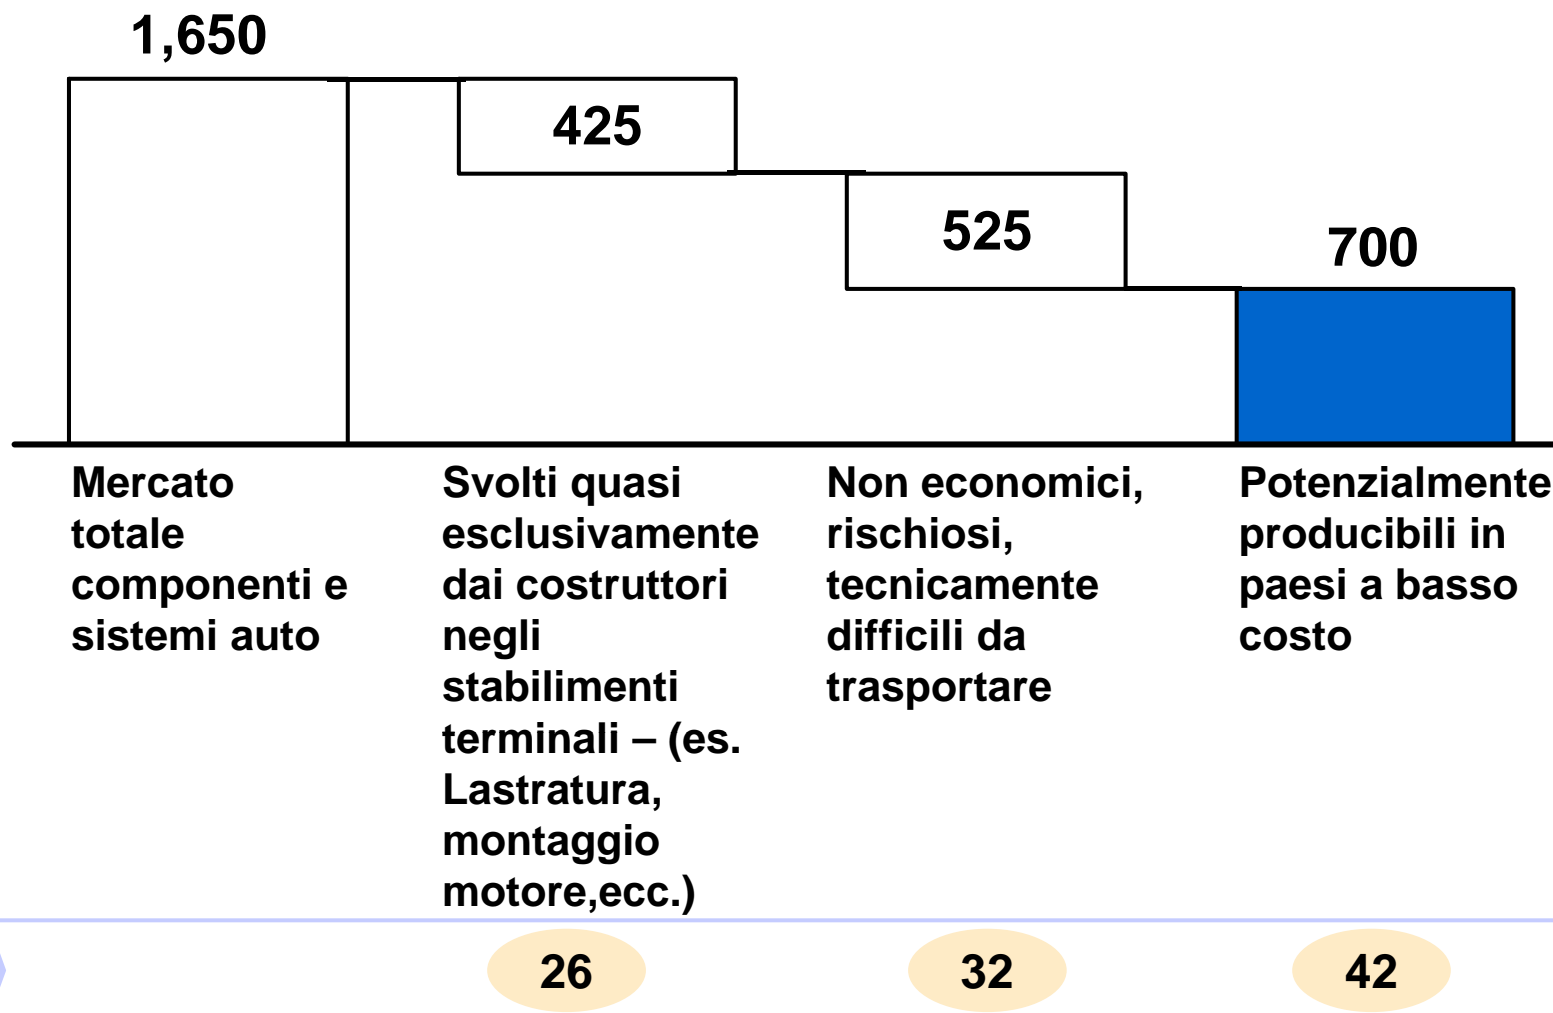 1,650
425
525
700
Mercato
totale
componenti e
sistemi auto
Svolti quasi
esclusivamente
dai costruttori
negli
stabilimenti
terminali – (es.
Lastratura,
montaggio
motore,ecc.)
Non economici,
rischiosi,
tecnicamente
difficili da
trasportare
Potenzialmente
producibili in
paesi a basso
costo
26
32
42